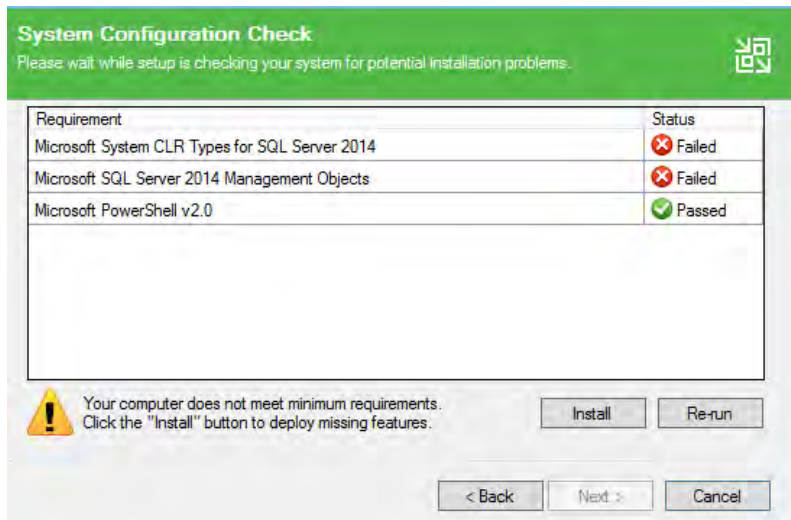 System Configuration Check
Please wait while setup is checking your system for potential installation problems.
Requirement Status
Microsoft System CLR Types for SQL Server 2014 Failed
Microsoft SQL Server 2014 Management Objects Failed
Microsoft PowerShell v2.0 Passed
Your computer does not meet minimum requirements.
Click the "Install" button to deploy missing features.
Install Re-run
< Back Next > Cancel